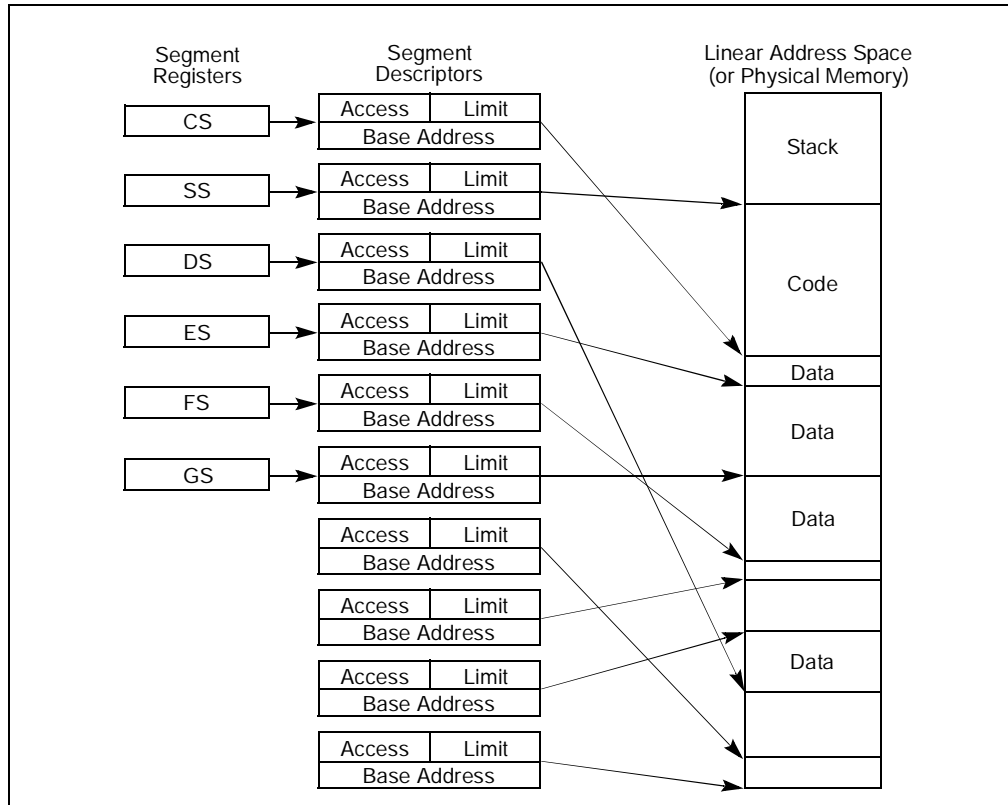 Segment
Registers
Segment
Descriptors
Linear Address Space
(or Physical Memory)
CS
Access Limit
Base Address
Stack
SS
Access Limit
Base Address
DS
Access Limit
Base Address
Code
ES
Access Limit
Base Address
Data
FS
Access Limit
Base Address
Data
GS
Access Limit
Base Address
Data
Access Limit
Base Address
Access Limit
Base Address
Access Limit
Base Address
Data
Access Limit
Base Address